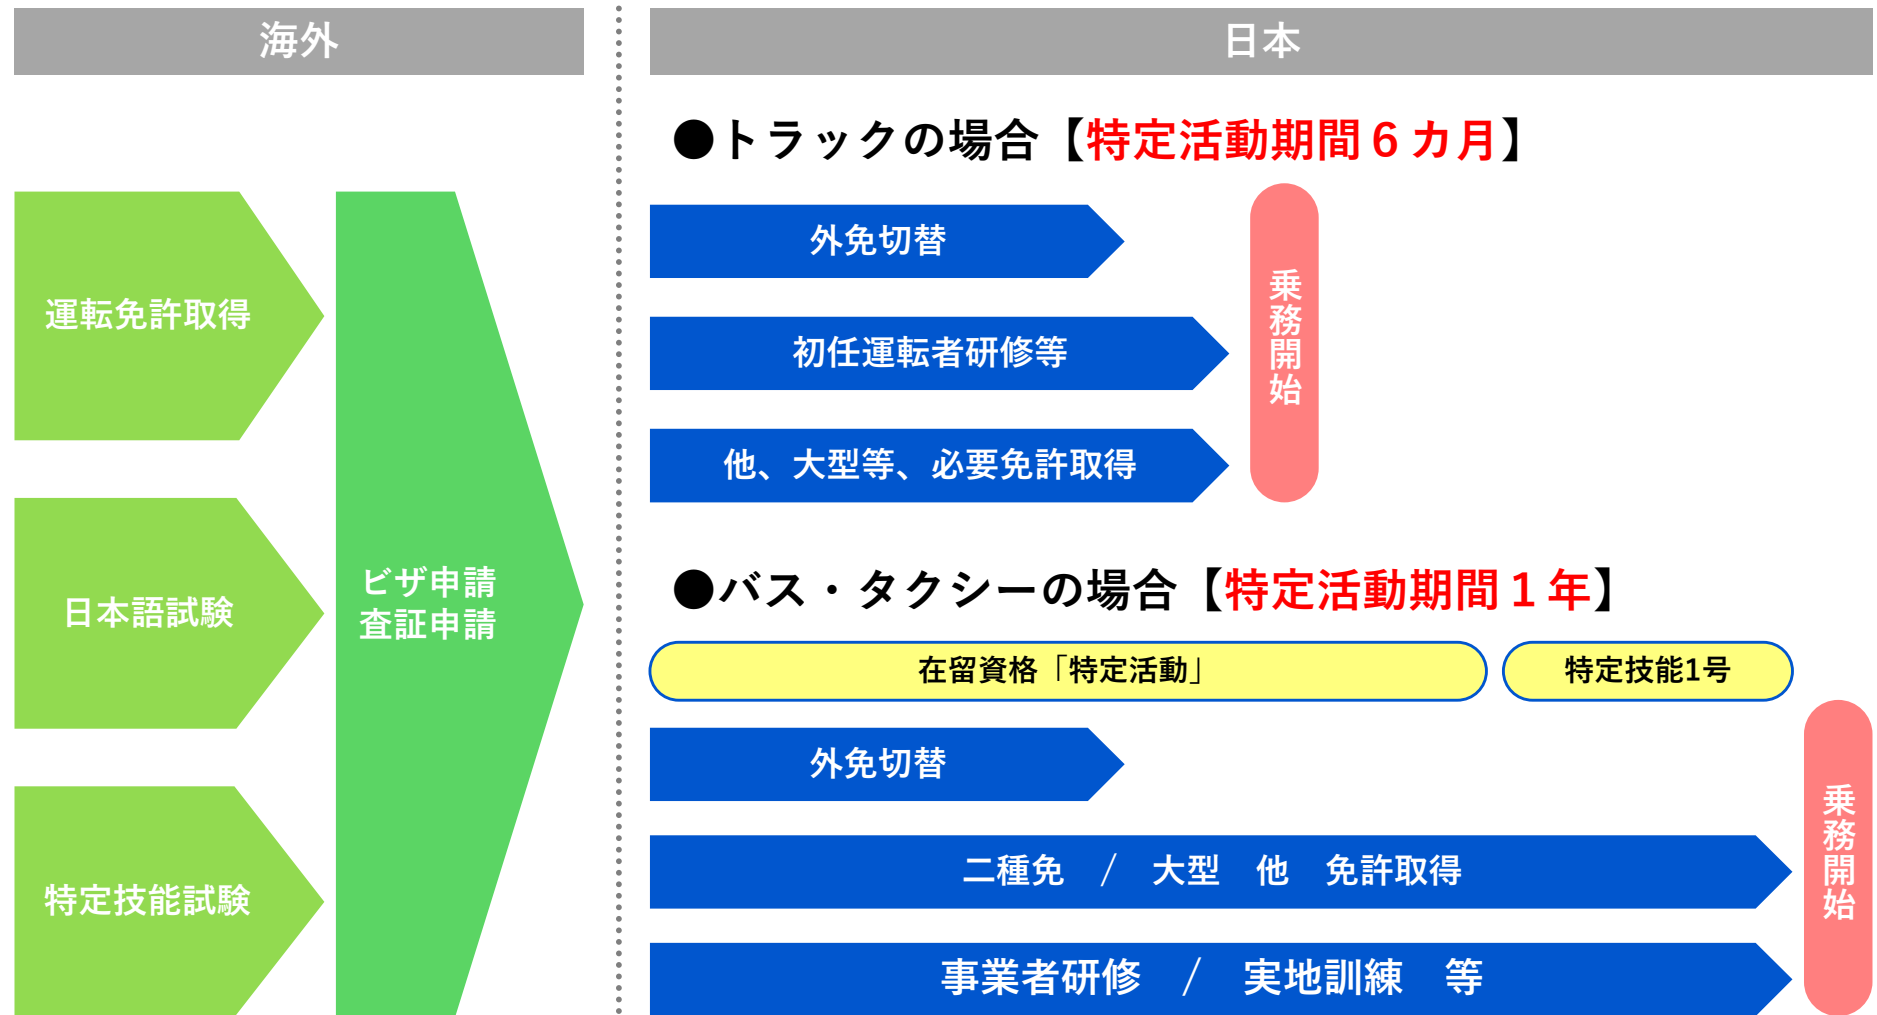 海外
運転免許取得
日本語試験
特定技能試験
ビザ申請
査証申請
日本
●トラックの場合【特定活動期間６カ月】
外免切替
初任運転者研修等
他、大型等、必要免許取得
乗務開始
●バス・タクシーの場合【特定活動期間１年】
在留資格「特定活動」
特定技能1号
外免切替
二種免　/　大型　他　免許取得
事業者研修　/　実地訓練　等
乗務開始